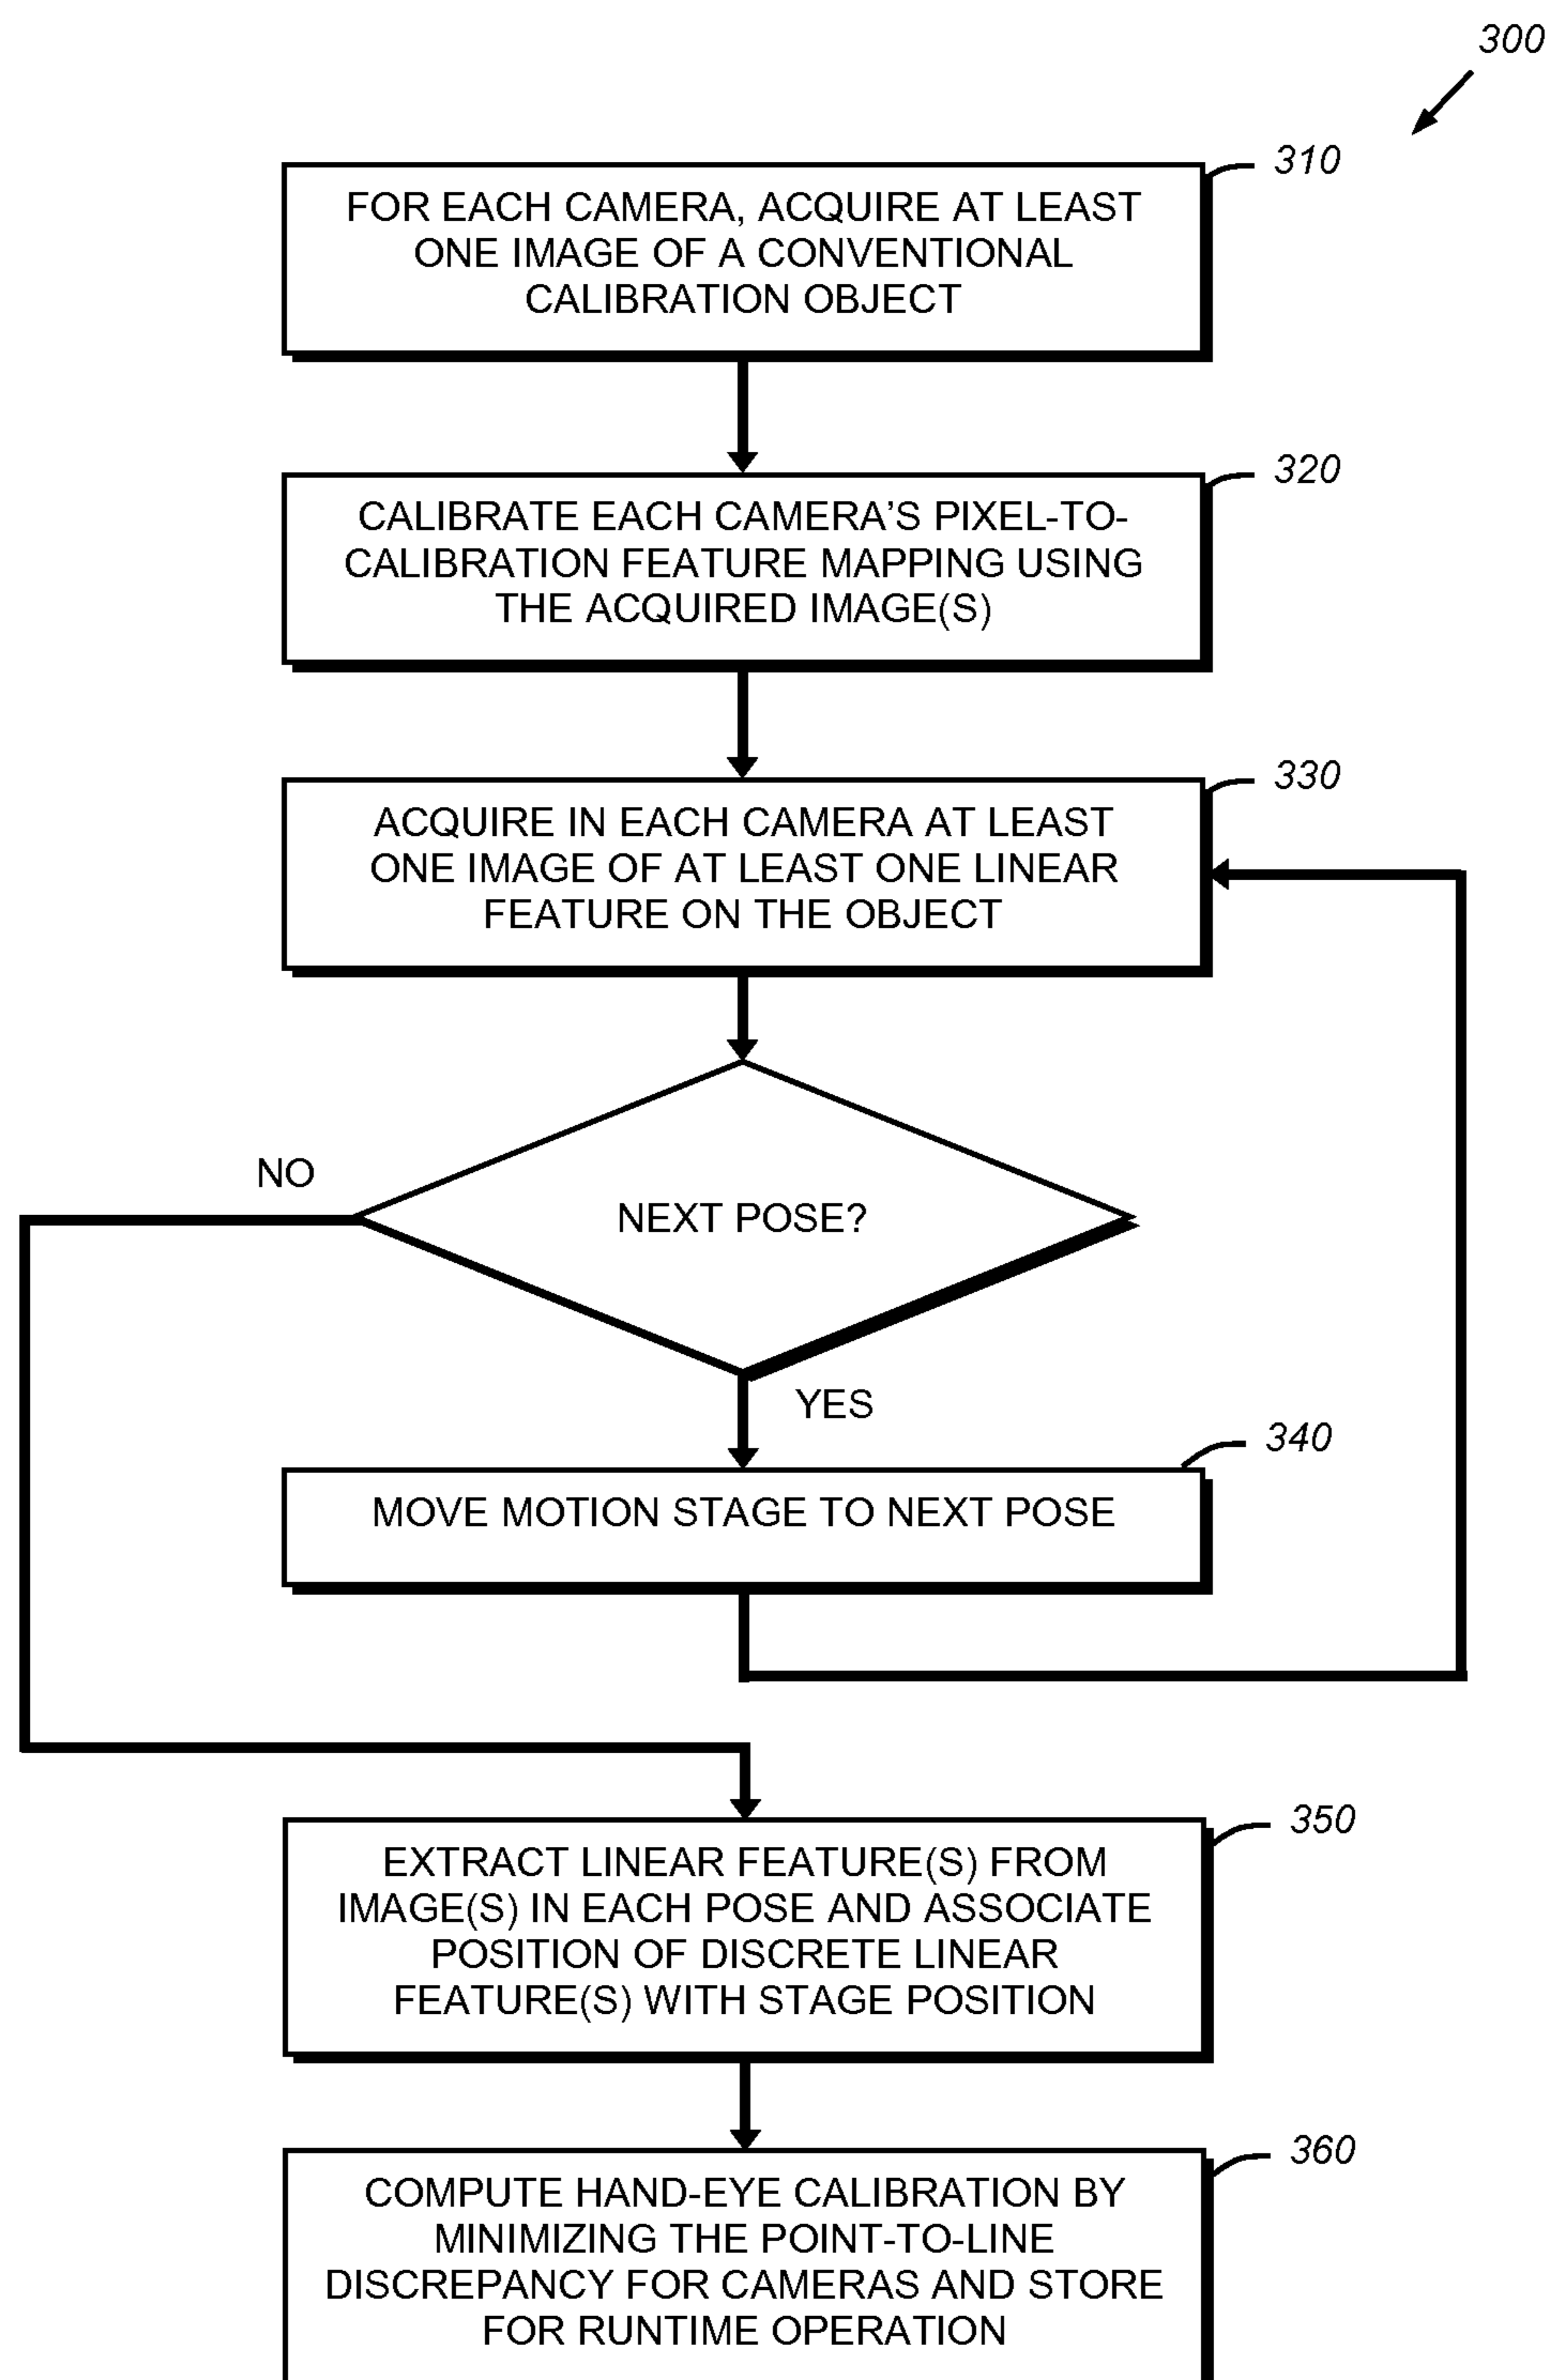 300
310
FOR EACH CAMERA, ACQUIRE AT LEAST
ONE IMAGE OF A CONVENTIONAL
CALIBRATION OBJECT
320
CALIBRATE EACH CAMERA’S PIXEL-TO-
CALIBRATION FEATURE MAPPING USING
THE ACQUIRED IMAGE(S)
330
ACQUIRE IN EACH CAMERA AT LEAST
ONE IMAGE OF AT LEAST ONE LINEAR
FEATURE ON THE OBJECT
NO
NEXT POSE?
YES
340
MOVE MOTION STAGE TO NEXT POSE
350
EXTRACT LINEAR FEATURE(S) FROM
IMAGE(S) IN EACH POSE AND ASSOCIATE
POSITION OF DISCRETE LINEAR
FEATURE(S) WITH STAGE POSITION
360
COMPUTE HAND-EYE CALIBRATION BY
MINIMIZING THE POINT-TO-LINE
DISCREPANCY FOR CAMERAS AND STORE
FOR RUNTIME OPERATION